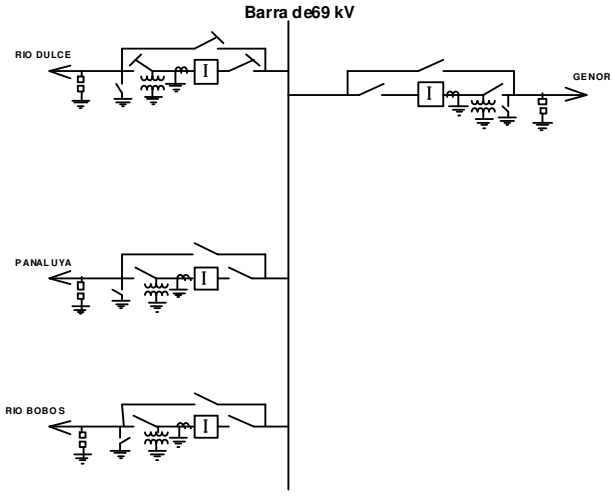 Barra de69 kV
RIO DULCE
I
GENOR
I
PANALUYA
I
RIO BOBOS
I